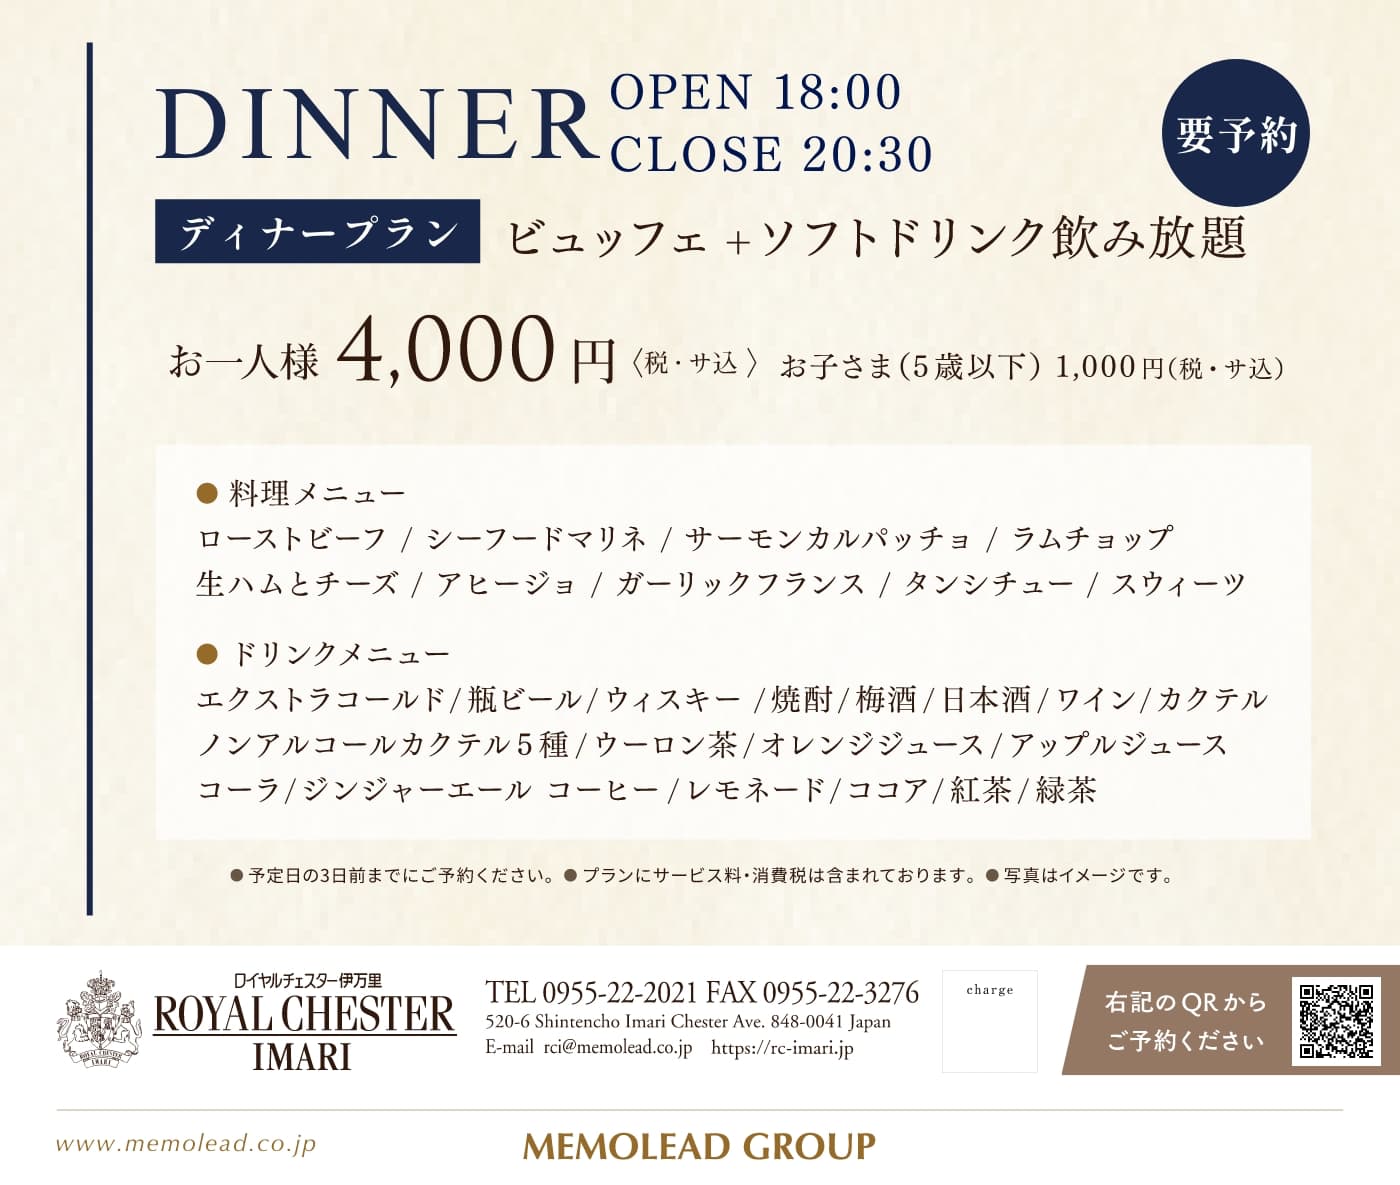 DINNER
OPEN 18:00
CLOSE 20:30
要予約
ディナープラン
ビュッフェ +ソフトドリンク飲み放題
お一人様 4,000円〈税・サ込 〉 お子さま(5歳以下) 1,000円(税・サ込)
● 料理メニュー
ローストビーフ / シーフードマリネ / サーモンカルパッチョ / ラムチョップ
生ハムとチーズ / アヒージョ / ガーリックフランス / タンシチュー / スウィーツ
● ドリンクメニュー
エクストラコールド/瓶ビール/ウィスキー /焼酎/梅酒/日本酒/ワイン/カクテル
ノンアルコールカクテル5種/ウーロン茶/オレンジジュース/アップルジュース
コーラ/ジンジャーエール コーヒー/レモネード/ココア/紅茶/緑茶
●予定日の3日前までにご予約ください。●プランにサービス料・消費税は含まれております。●写真はイメージです。
ROYAL CHESTER
IMARI
ロイヤルチェスター伊万里
ROYAL CHESTER
IMARI
TEL 0955-22-2021 FAX 0955-22-3276
520-6 Shintencho Imari Chester Ave. 848-0041 Japan
E-mail rci@memolead.co.jp https://rc-imari.jp
charge
右記のQRから
ご予約ください
www.memolead.co.jp
MEMOLEAD GROUP